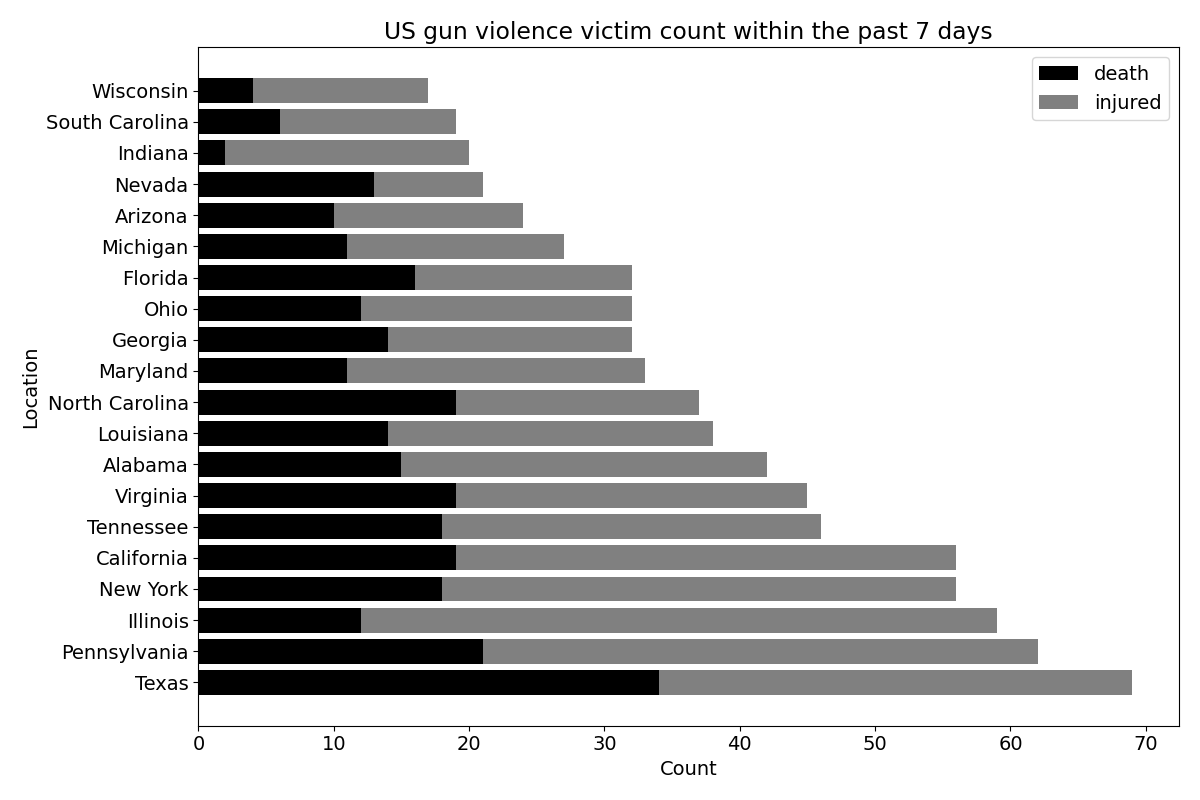 US gun violence victim count within the past 7 days
death
injured
Wisconsin
South Carolina
Indiana
Nevada
Arizona
Michigan
Florida
Ohio
Georgia
Maryland
North Carolina
Louisiana
Alabama
Virginia
Tennessee
California
New York
Illinois
Pennsylvania
Texas
Location
0 10 20 30 40 50 60 70
Count